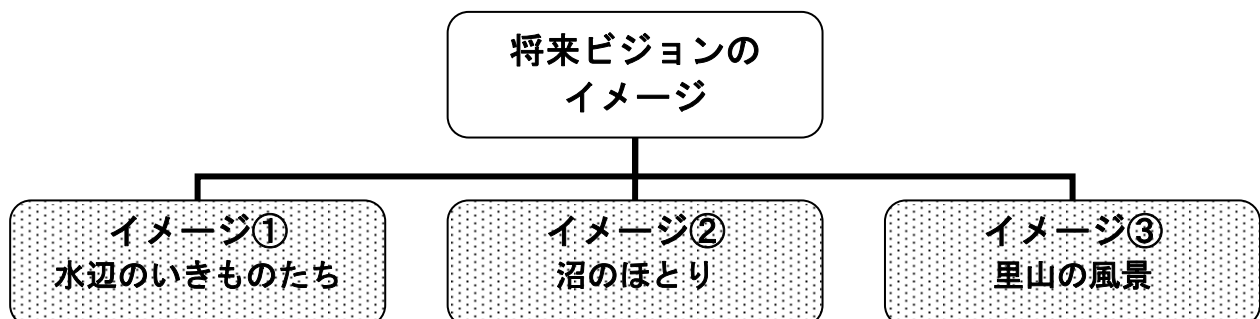 将来ビジョンの
イメージ
イメージ①
水辺のいきものたち
イメージ②
沼のほとり
イメージ③
里山の風景